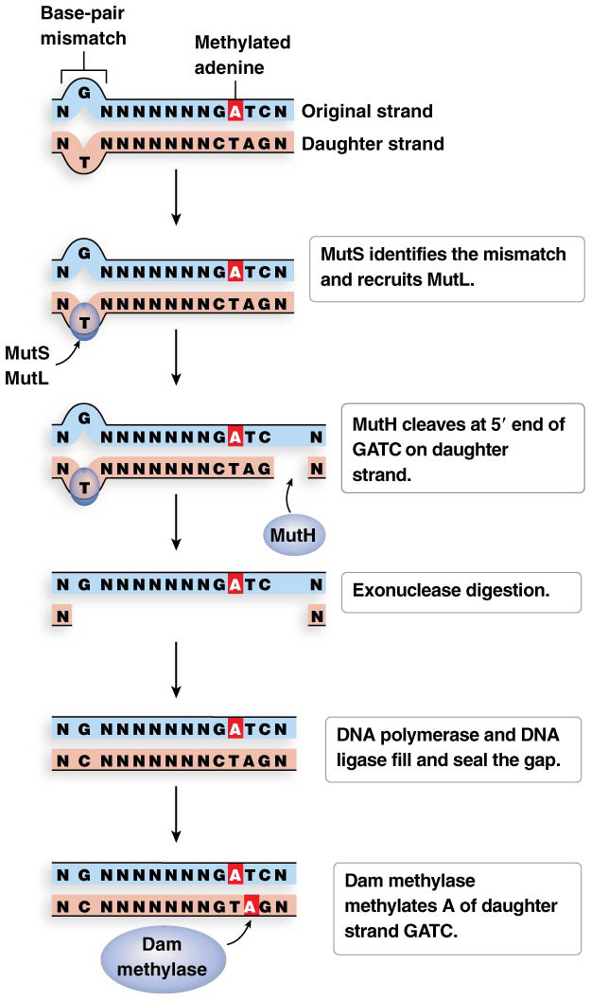 Base-pair
mismatch
Methylated
adenine
G
N NNNNNNNGATCN Original strand
N NNNNNNNCTAGN Daughter strand
T
G
N NNNNNNNGATCN
N NNNNNNNCTAGN
T
MutS identifies the mismatch
and recruits MutL.
MutS
MutL
G
N NNNNNNNGATC N
N NNNNNNNCTAG N
T
MutH cleaves at 5′ end of
GATC on daughter
strand.
MutH
N G NNNNNNNGATC N
N N
Exonuclease digestion.
N G NNNNNNNGATCN
N C NNNNNNNCTAGN
DNA polymerase and DNA
ligase fill and seal the gap.
N G NNNNNNNGATCN
N C NNNNNNNGTAGN
Dam methylase
methylates A of daughter
strand GATC.
Dam
methylase